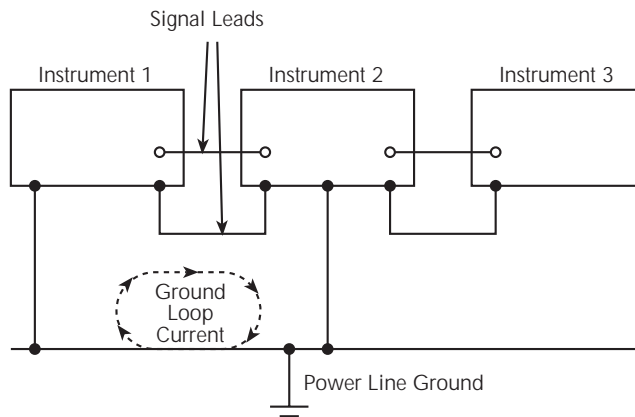 Signal Leads
Instrument 1
Instrument 2
Instrument 3
Ground
Loop
Current
Power Line Ground